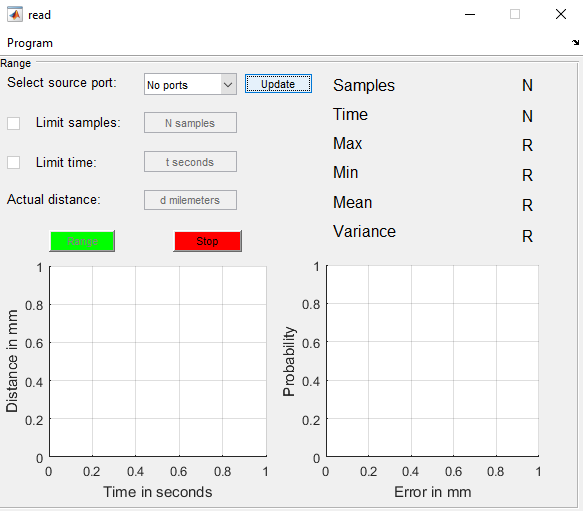 read
Program
Range
Select source port: No ports Update
Limit samples: N samples
Limit time: t seconds
Actual distance: d milemeters
Range Stop
Samples N
Time N
Max R
Min R
Mean R
Variance R
Distance in mm
1
0.8
0.6
0.4
0.2
0
0 0.2 0.4 0.6 0.8 1
Time in seconds
Probability
1
0.8
0.6
0.4
0.2
0
0 0.2 0.4 0.6 0.8 1
Error in mm